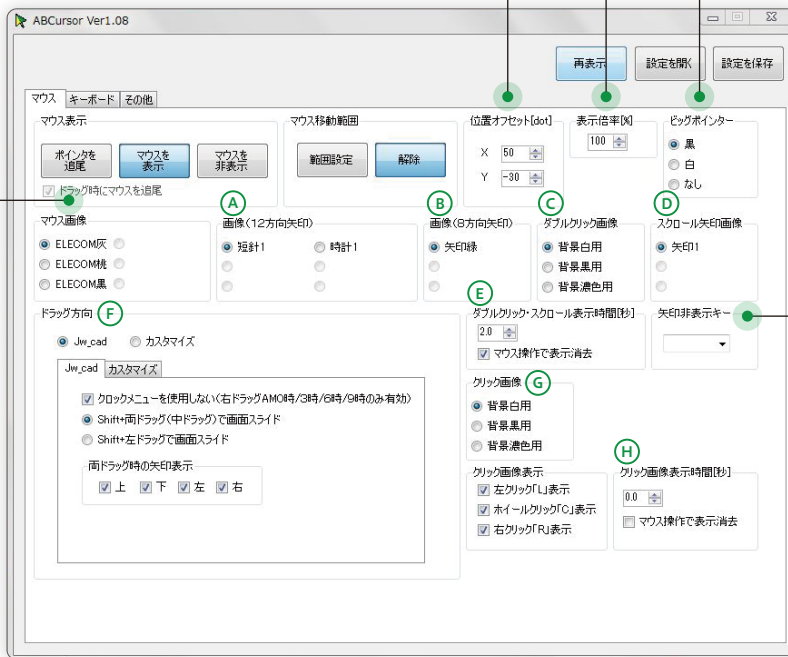 ABCursor Ver1.08
再表示 設定を開く 設定を保存
マウス キーボード その他
マウス表示
ポインタを追尾 マウスを表示 マウスを非表示
ドラッグ時にマウスを追尾
マウス移動範囲
範囲設定 解除
位置オフセット[dot]
X 50
Y -30
表示倍率[%]
100
ビッグポインター
黒
白
なし
マウス画像
ELECOM灰
ELECOM桃
ELECOM黒
A
画像(12方向矢印)
短針1 時計1
B
画像(8方向矢印)
矢印緑
C
ダブルクリック画像
背景白用
背景黒用
背景濃色用
D
スクロール矢印画像
矢印1
E
ダブルクリック・スクロール表示時間[秒]
2.0
マウス操作で表示消去
矢印非表示キー
ドラッグ方向 F
Jw_cad カスタマイズ
Jw_cad カスタマイズ
クロックメニューを使用しない(右ドラッグAM0時/3時/6時/9時のみ有効)
Shift+両ドラッグ(中ドラッグ)で画面スライド
Shift+左ドラッグで画面スライド
両ドラッグ時の矢印表示
上 下 左 右
クリック画像 G
背景白用
背景黒用
背景濃色用
クリック画像表示
左クリック「L」表示
ホイールクリック「C」表示
右クリック「R」表示
H
クリック画像表示時間[秒]
0.0
マウス操作で表示消去